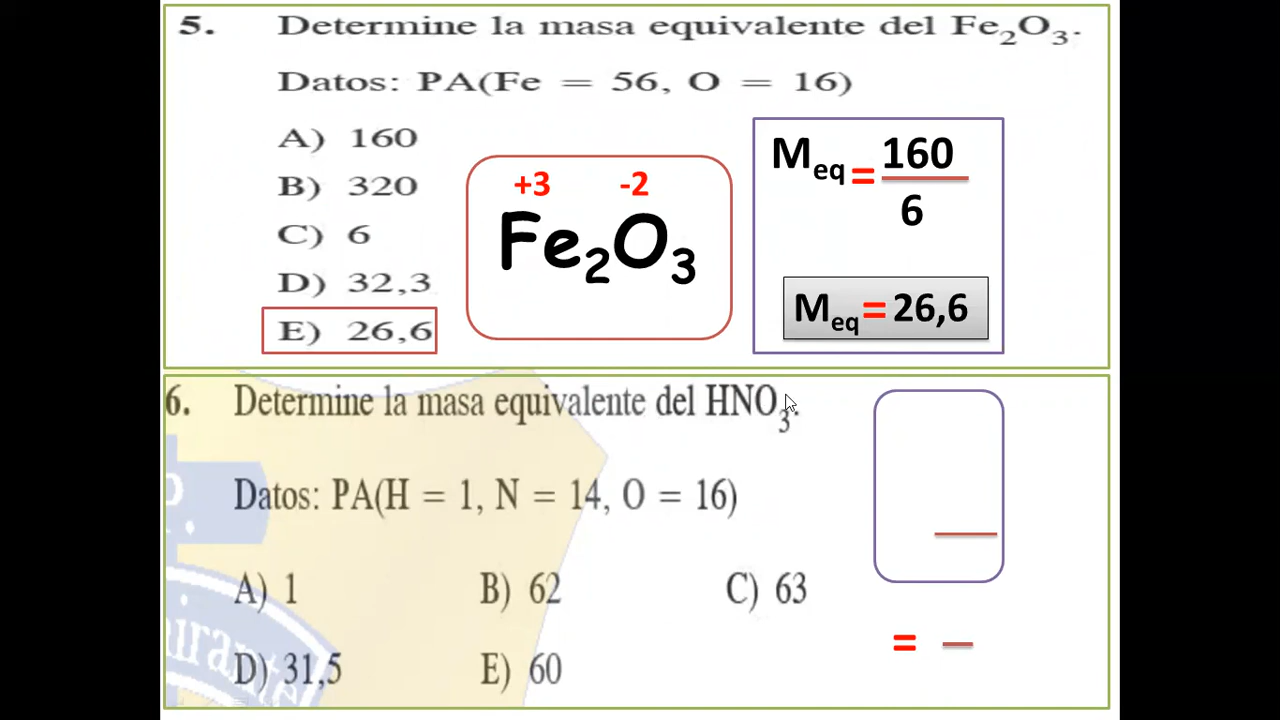 5. Determine la masa equivalente del Fe₂O₃.
Datos: PA(Fe = 56, O = 16)
A) 160
B) 320
C) 6
D) 32,3
E) 26,6
+3 -2
Fe₂O₃
Meq = 160
6
Meq = 26,6
6. Determine la masa equivalente del HNO₃.
Datos: PA(H = 1, N = 14, O = 16)
A) 1 B) 62 C) 63
D) 31,5 E) 60
=